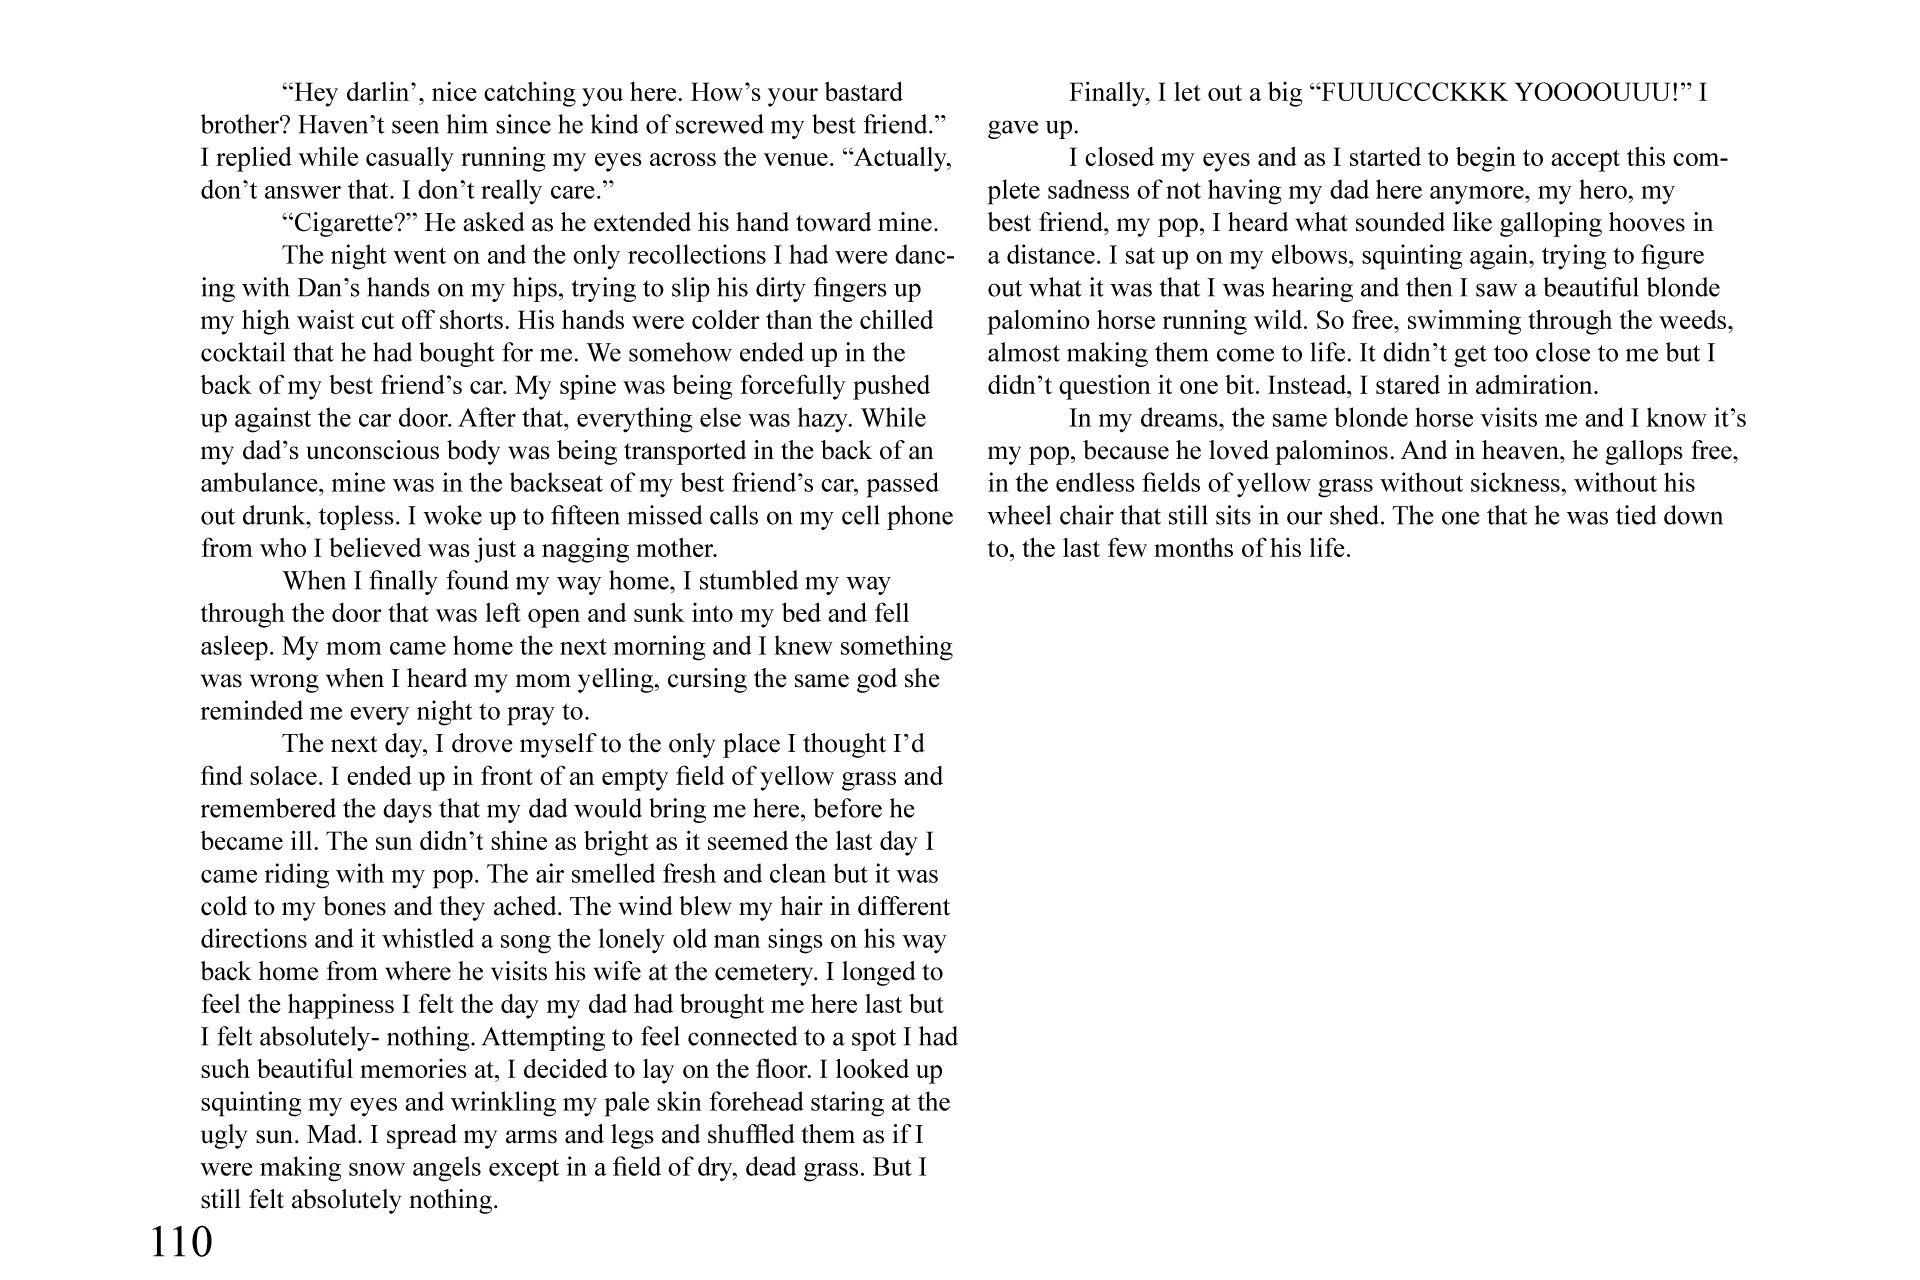 “Hey darlin’, nice catching you here. How’s your bastard
brother? Haven’t seen him since he kind of screwed my best friend.”
I replied while casually running my eyes across the venue. “Actually,
don’t answer that. I don’t really care.”
“Cigarette?” He asked as he extended his hand toward mine.
The night went on and the only recollections I had were danc-
ing with Dan’s hands on my hips, trying to slip his dirty fingers up
my high waist cut off shorts. His hands were colder than the chilled
cocktail that he had bought for me. We somehow ended up in the
back of my best friend’s car. My spine was being forcefully pushed
up against the car door. After that, everything else was hazy. While
my dad’s unconscious body was being transported in the back of an
ambulance, mine was in the backseat of my best friend’s car, passed
out drunk, topless. I woke up to fifteen missed calls on my cell phone
from who I believed was just a nagging mother.
When I finally found my way home, I stumbled my way
through the door that was left open and sunk into my bed and fell
asleep. My mom came home the next morning and I knew something
was wrong when I heard my mom yelling, cursing the same god she
reminded me every night to pray to.
The next day, I drove myself to the only place I thought I’d
find solace. I ended up in front of an empty field of yellow grass and
remembered the days that my dad would bring me here, before he
became ill. The sun didn’t shine as bright as it seemed the last day I
came riding with my pop. The air smelled fresh and clean but it was
cold to my bones and they ached. The wind blew my hair in different
directions and it whistled a song the lonely old man sings on his way
back home from where he visits his wife at the cemetery. I longed to
feel the happiness I felt the day my dad had brought me here last but
I felt absolutely- nothing. Attempting to feel connected to a spot I had
such beautiful memories at, I decided to lay on the floor. I looked up
squinting my eyes and wrinkling my pale skin forehead staring at the
ugly sun. Mad. I spread my arms and legs and shuffled them as if I
were making snow angels except in a field of dry, dead grass. But I
still felt absolutely nothing.
Finally, I let out a big “FUUUCCCKKK YOOOOUUU!” I
gave up.
I closed my eyes and as I started to begin to accept this com-
plete sadness of not having my dad here anymore, my hero, my
best friend, my pop, I heard what sounded like galloping hooves in
a distance. I sat up on my elbows, squinting again, trying to figure
out what it was that I was hearing and then I saw a beautiful blonde
palomino horse running wild. So free, swimming through the weeds,
almost making them come to life. It didn’t get too close to me but I
didn’t question it one bit. Instead, I stared in admiration.
In my dreams, the same blonde horse visits me and I know it’s
my pop, because he loved palominos. And in heaven, he gallops free,
in the endless fields of yellow grass without sickness, without his
wheel chair that still sits in our shed. The one that he was tied down
to, the last few months of his life.
110